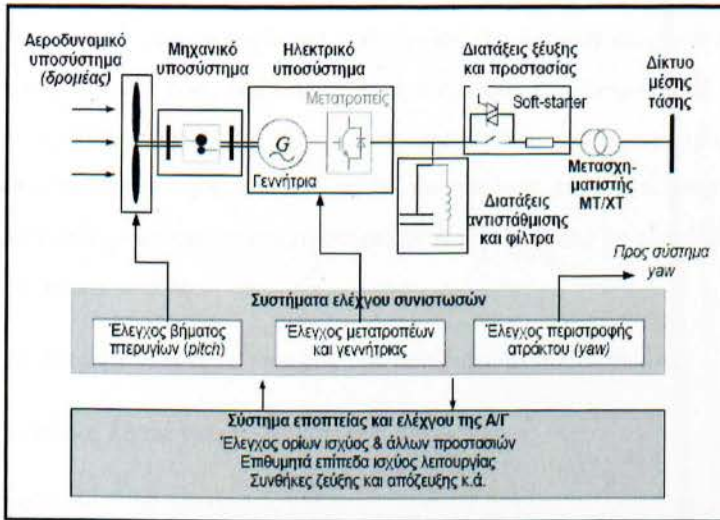 Αεροδυναμικό
υποσύστημα
(δρομέας)
Μηχανικό
υποσύστημα
Ηλεκτρικό
υποσύστημα
Μετατροπείς
G
Γεννήτρια
Διατάξεις ξέυξης
και προστασίας
Soft-starter
Δίκτυο
μέσης
τάσης
Μετασχη-
ματιστής
ΜΤ/ΧΤ
Διατάξεις
αντιστάθμισης
και φίλτρα
Προς σύστημα
yaw
Συστήματα ελέγχου συνιστωσών
Έλεγχος βήματος
πτερυγίων (pitch)
Έλεγχος μετατροπέων
και γεννήτριας
Έλεγχος περιστροφής
ατράκτου (yaw)
Σύστημα εποπτείας και ελέγχου της Α/Γ
Έλεγχος ορίων ισχύος & άλλων προστασιών
Επιθυμητά επίπεδα ισχύος λειτουργίας
Συνθήκες ζεύξης και απόζευξης κ.ά.